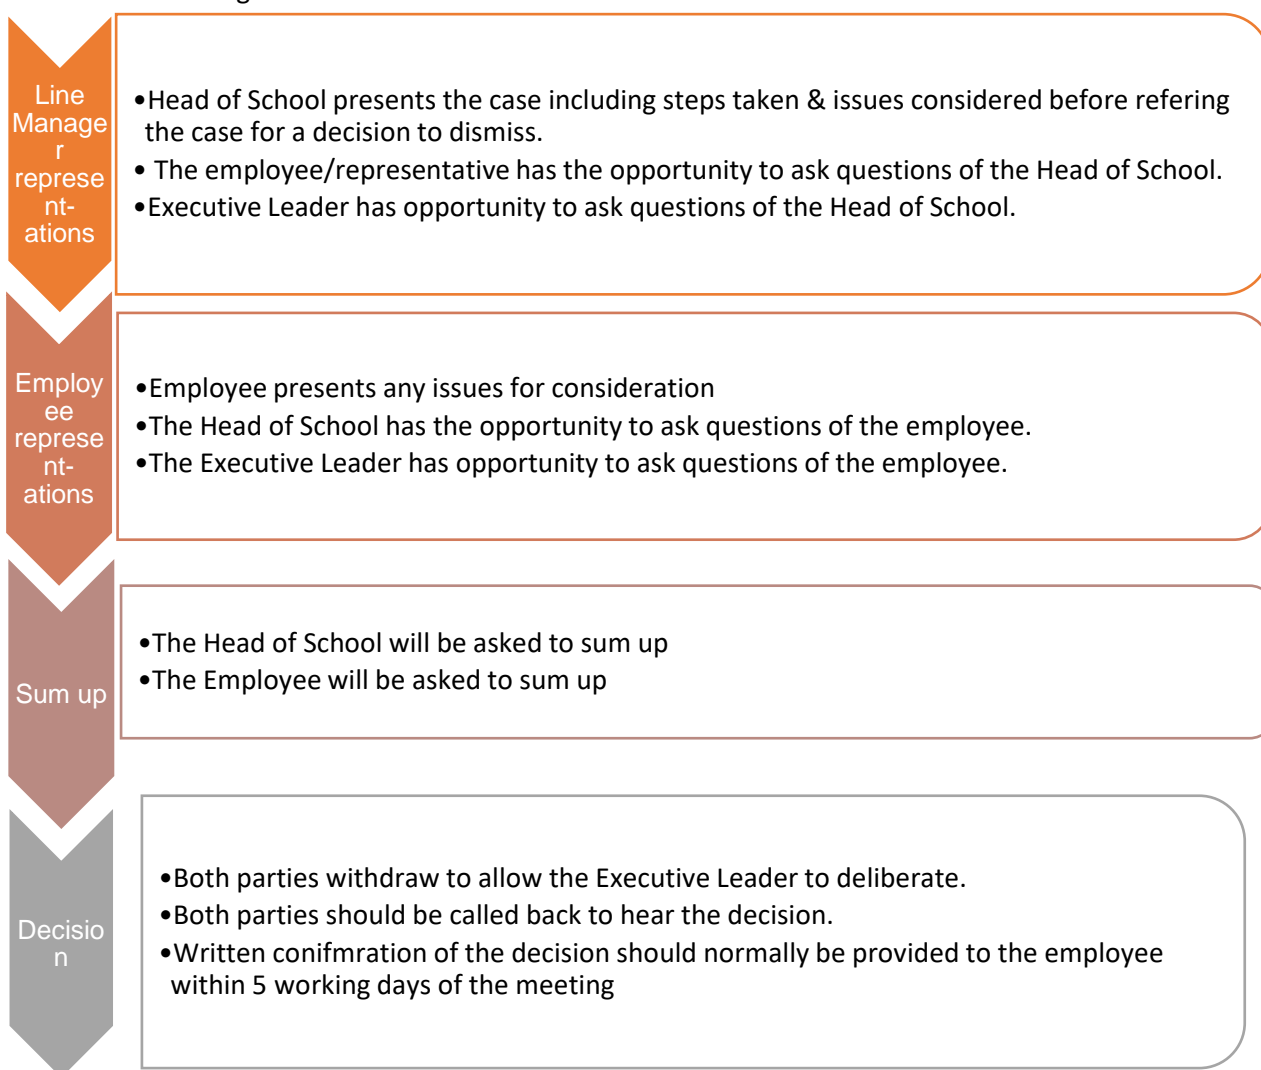 Line
Manage
r
represe
nt-
ations
•Head of School presents the case including steps taken & issues considered before refering
the case for a decision to dismiss.
• The employee/representative has the opportunity to ask questions of the Head of School.
•Executive Leader has opportunity to ask questions of the Head of School.
Employ
ee
represe
nt-
ations
•Employee presents any issues for consideration
•The Head of School has the opportunity to ask questions of the employee.
•The Executive Leader has opportunity to ask questions of the employee.
Sum up
•The Head of School will be asked to sum up
•The Employee will be asked to sum up
Decisio
n
•Both parties withdraw to allow the Executive Leader to deliberate.
•Both parties should be called back to hear the decision.
•Written conifmration of the decision should normally be provided to the employee
within 5 working days of the meeting